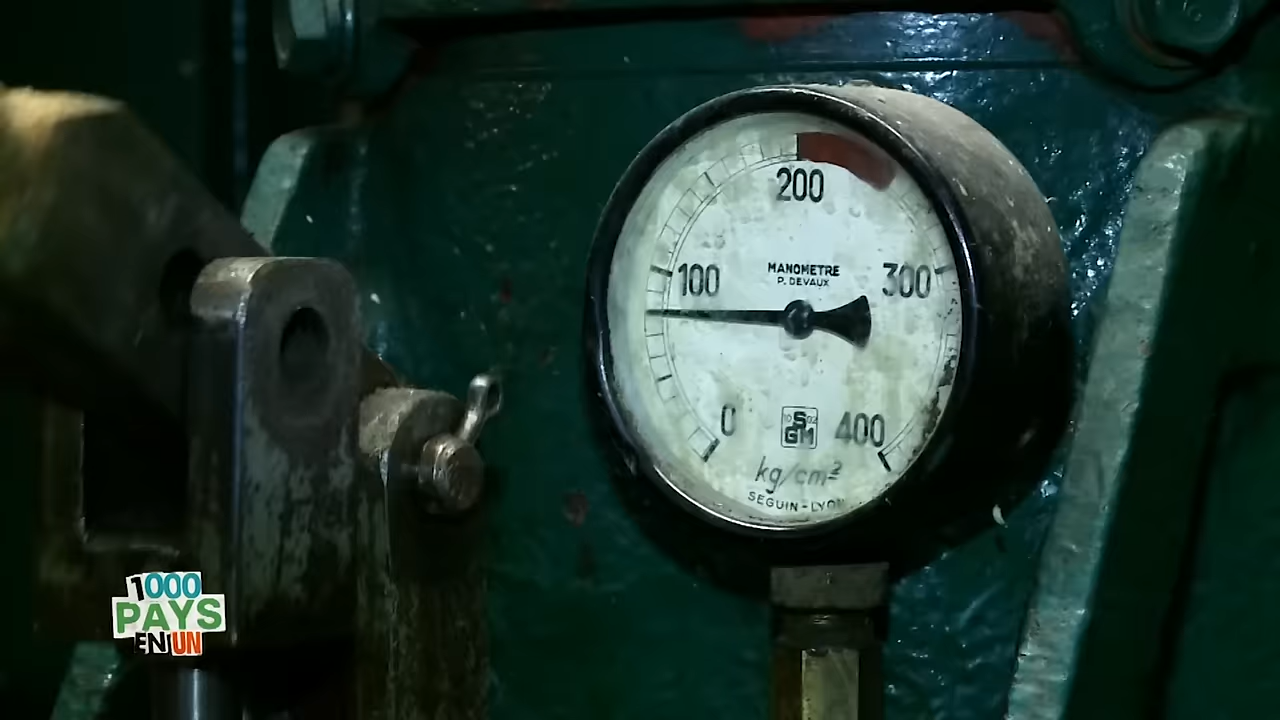 200
100
MANOMETRE
P. DEVAUX
300
0
SGM
400
kg/cm²
SEGUIN-LYON
1000
PAYS
EN UN